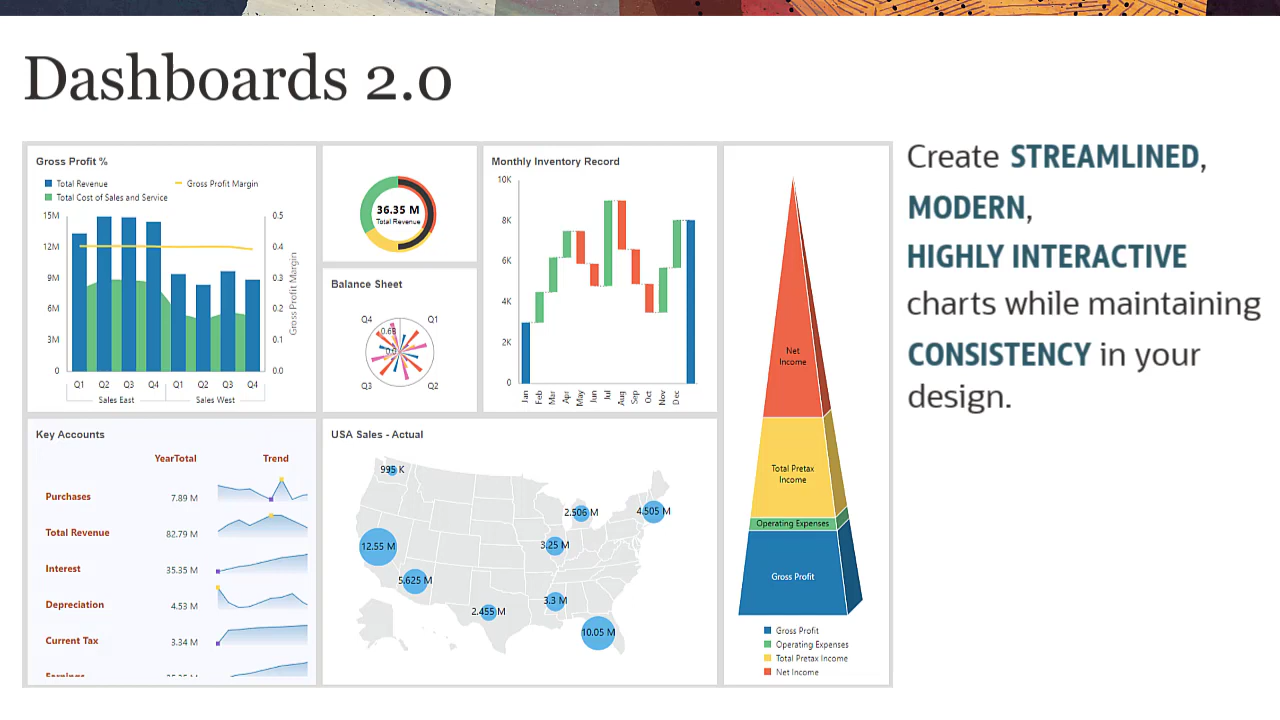 Dashboards 2.0
Create STREAMLINED,
MODERN,
HIGHLY INTERACTIVE
charts while maintaining
CONSISTENCY in your
design.
Gross Profit %
Total Revenue
Gross Profit Margin
Total Cost of Sales and Service
15M
12M
9M
6M
3M
0
0.5
0.4
0.3
0.2
0.1
0.0
Gross Profit Margin
Q1 Q2 Q3 Q4 Q1 Q2 Q3 Q4
Sales East Sales West
36.35 M
Total Revenue
Balance Sheet
Q4 Q1
Q3 Q2
Monthly Inventory Record
10K
8K
6K
4K
2K
0
Jan Feb Mar Apr May Jun Jul Aug Sep Oct Nov Dec
Net
Income
Total Pretax
Income
Operating Expenses
Gross Profit
Gross Profit
Operating Expenses
Total Pretax Income
Net Income
Key Accounts
YearTotal Trend
Purchases 7.89 M
Total Revenue 82.79 M
Interest 35.35 M
Depreciation 4.53 M
Current Tax 3.34 M
USA Sales - Actual
995 K
2.506 M
4.505 M
12.55 M
3.25 M
5.625 M
3.3 M
2.455 M
10.05 M